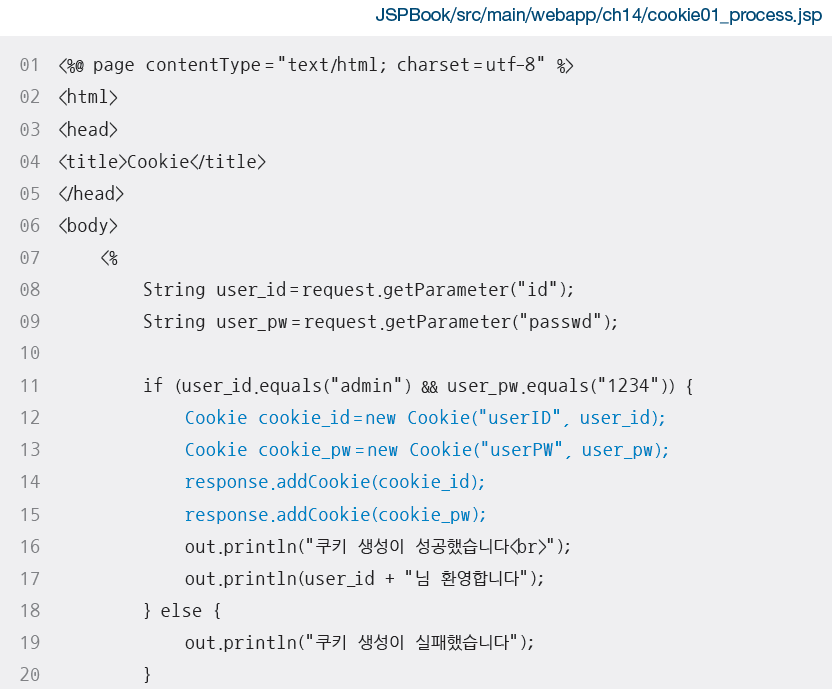 JSPBook/src/main/webapp/ch14/cookie01_process.jsp
01 <%@ page contentType="text/html; charset=utf-8" %>
02 <html>
03 <head>
04 <title>Cookie</title>
05 </head>
06 <body>
07     <%
08         String user_id=request.getParameter("id");
09         String user_pw=request.getParameter("passwd");
10
11         if (user_id.equals("admin") && user_pw.equals("1234")) {
12             Cookie cookie_id=new Cookie("userID", user_id);
13             Cookie cookie_pw=new Cookie("userPW", user_pw);
14             response.addCookie(cookie_id);
15             response.addCookie(cookie_pw);
16             out.println("쿠키 생성이 성공했습니다<br>");
17             out.println(user_id + "님 환영합니다");
18         } else {
19             out.println("쿠키 생성이 실패했습니다");
20         }